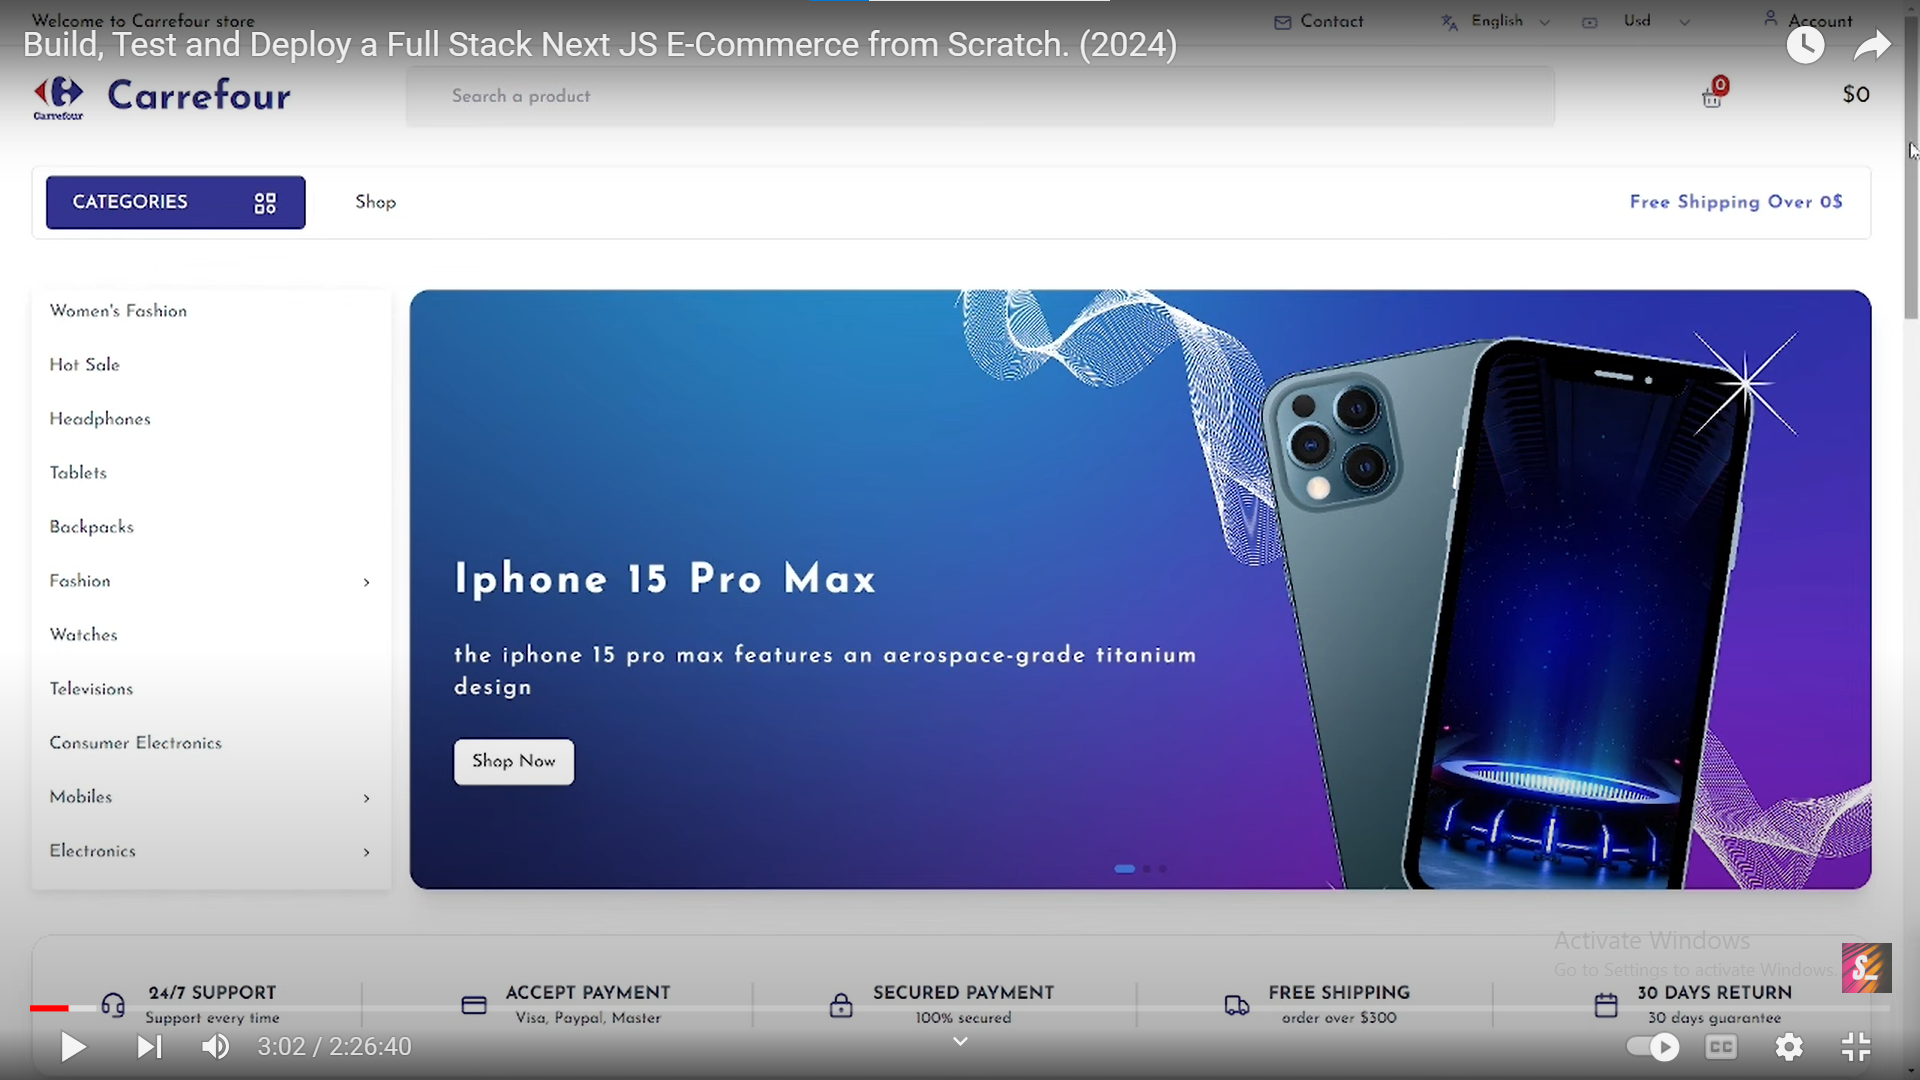 Welcome to Carrefour store
Contact
English
Usd
Account
Build, Test and Deploy a Full Stack Next JS E-Commerce from Scratch. (2024)
Carrefour
Carrefour
Search a product
0
$0
CATEGORIES
Shop
Free Shipping Over 0$
Women's Fashion
Hot Sale
Headphones
Tablets
Backpacks
Fashion
Watches
Televisions
Consumer Electronics
Mobiles
Electronics
Iphone 15 Pro Max
the iphone 15 pro max features an aerospace-grade titanium
design
Shop Now
Activate Windows
Go to Settings to activate Windows.
S_
24/7 SUPPORT
Support every time
ACCEPT PAYMENT
Visa, Paypal, Master
SECURED PAYMENT
100% secured
FREE SHIPPING
order over $300
30 DAYS RETURN
30 days guarantee
3:02 / 2:26:40
CC